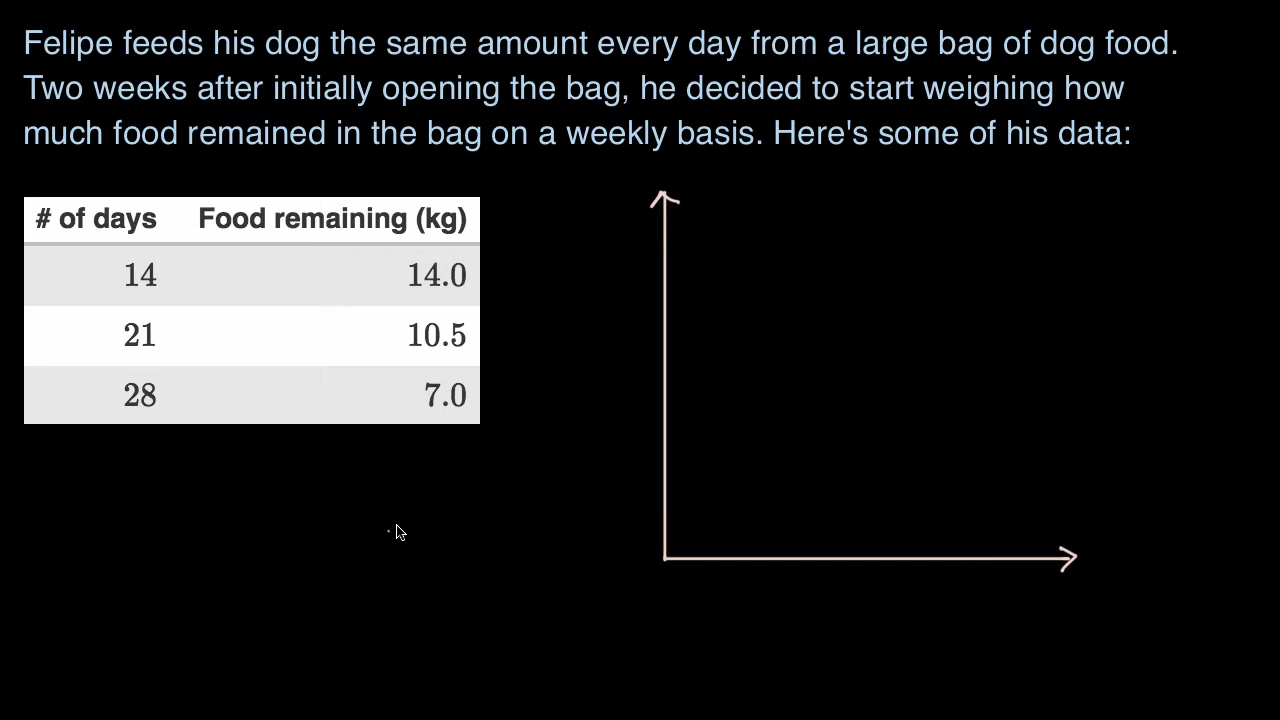 Felipe feeds his dog the same amount every day from a large bag of dog food.
Two weeks after initially opening the bag, he decided to start weighing how
much food remained in the bag on a weekly basis. Here's some of his data:
# of days Food remaining (kg)
14 14.0
21 10.5
28 7.0